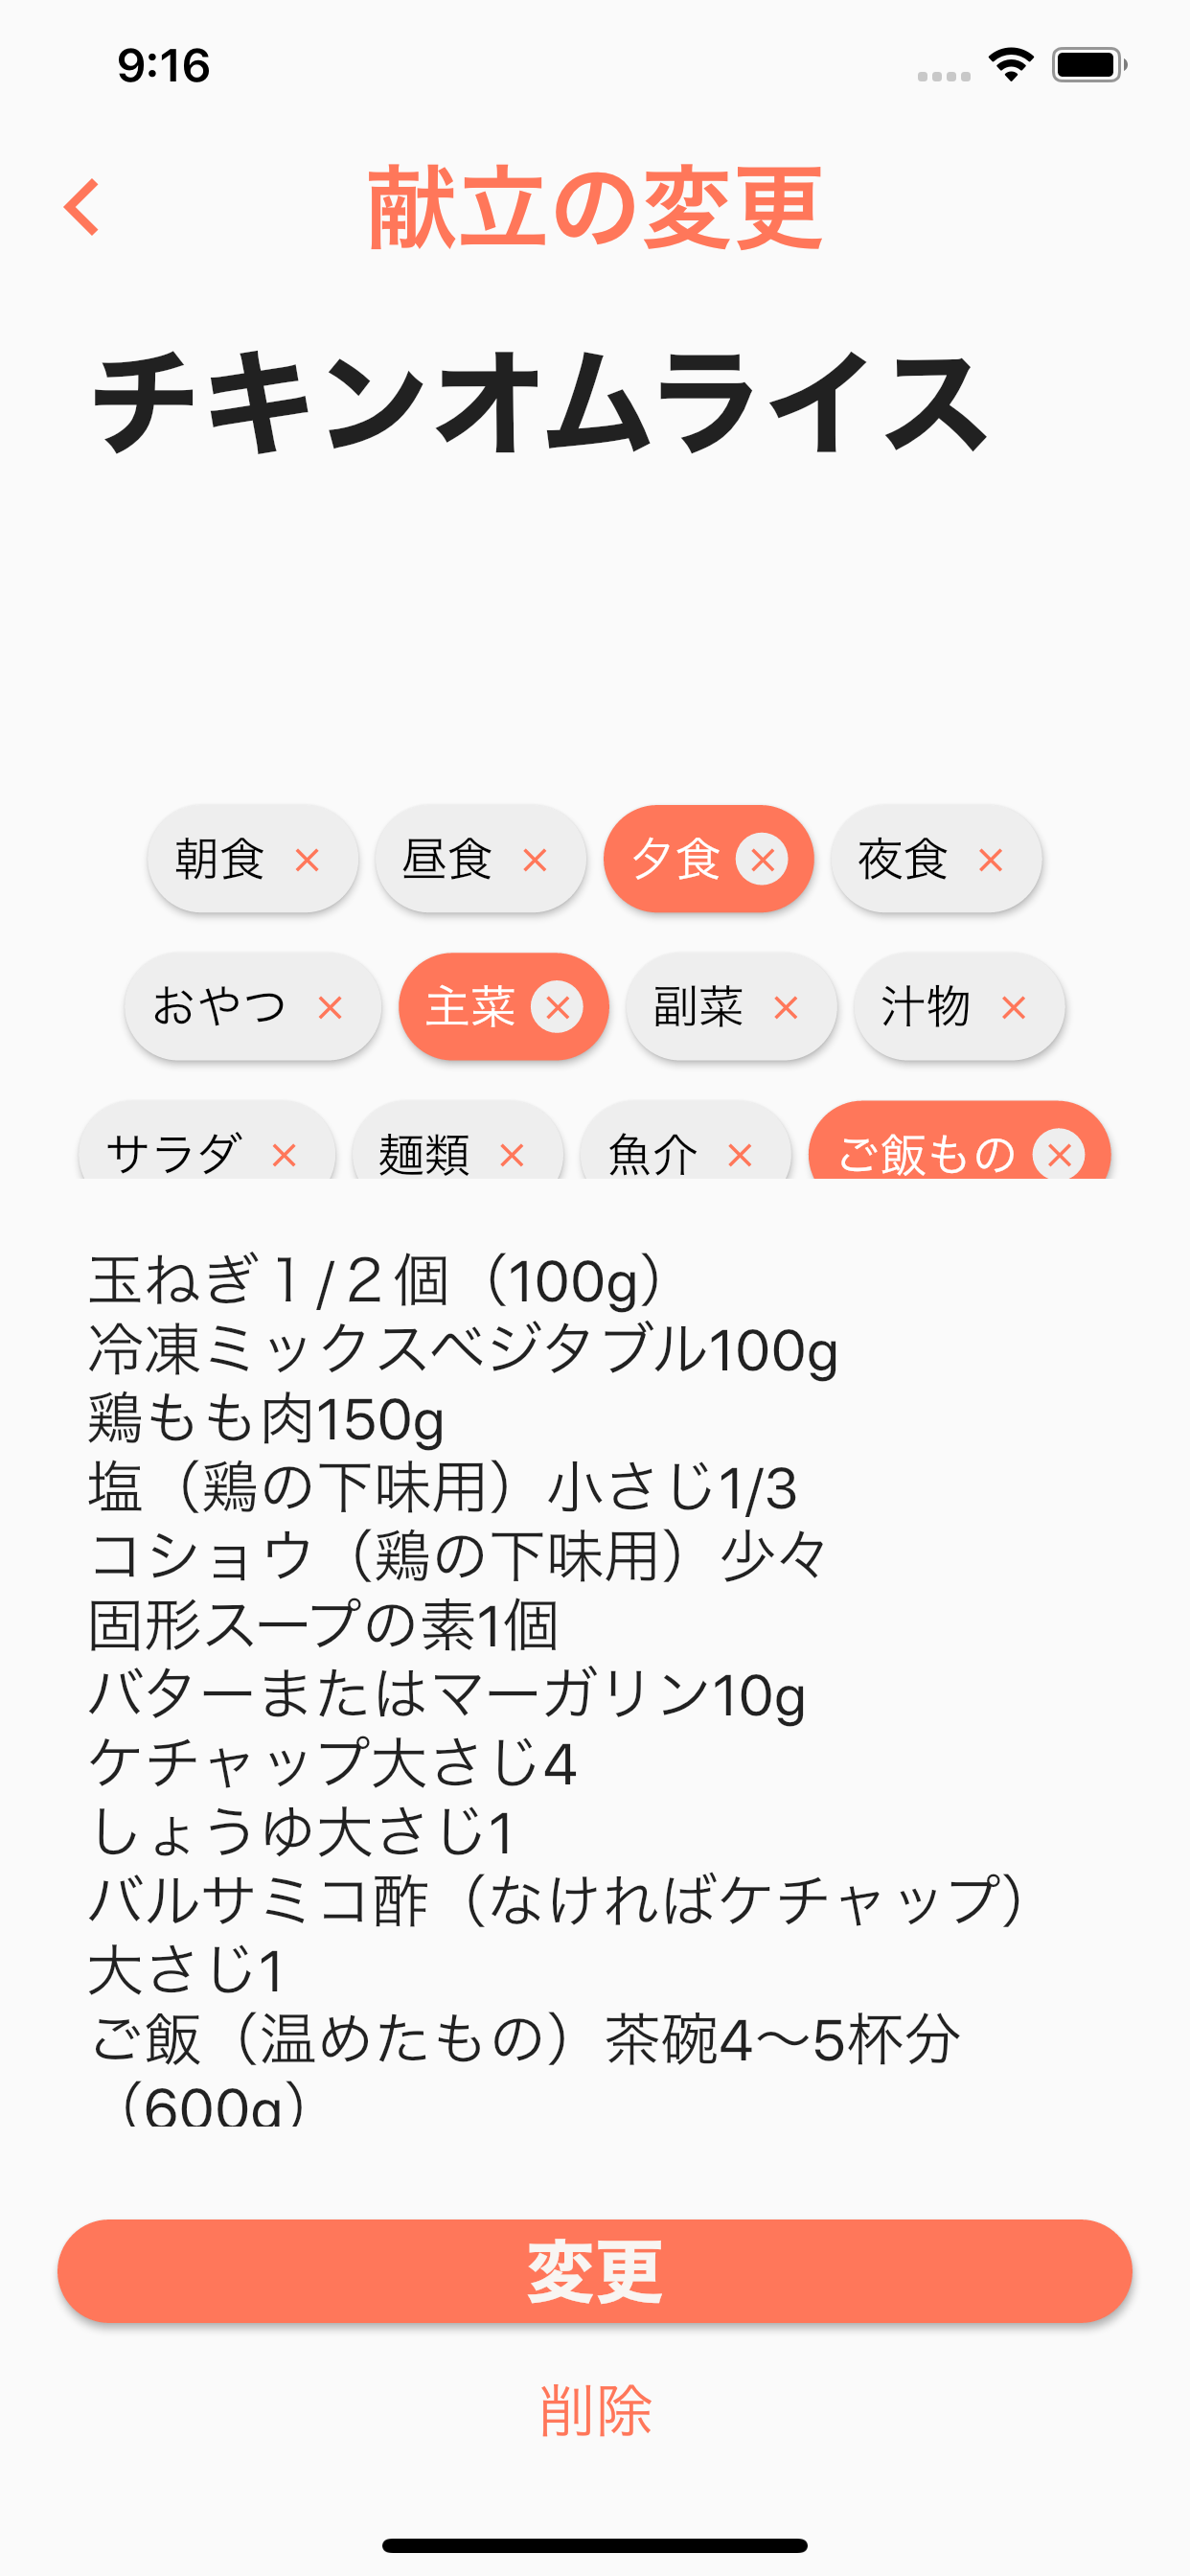 9:16
献立の変更
チキンオムライス
朝食 × 昼食 × 夕食 × 夜食 ×
おやつ × 主菜 × 副菜 × 汁物 ×
サラダ × 麺類 × 魚介 × ご飯もの ×
玉ねぎ１/２個（100g）
冷凍ミックスベジタブル100g
鶏もも肉150g
塩（鶏の下味用）小さじ1/3
コショウ（鶏の下味用）少々
固形スープの素1個
バターまたはマーガリン10g
ケチャップ大さじ4
しょうゆ大さじ1
バルサミコ酢（なければケチャップ）
大さじ1
ご飯（温めたもの）茶碗4〜5杯分
（600g）
変更
削除